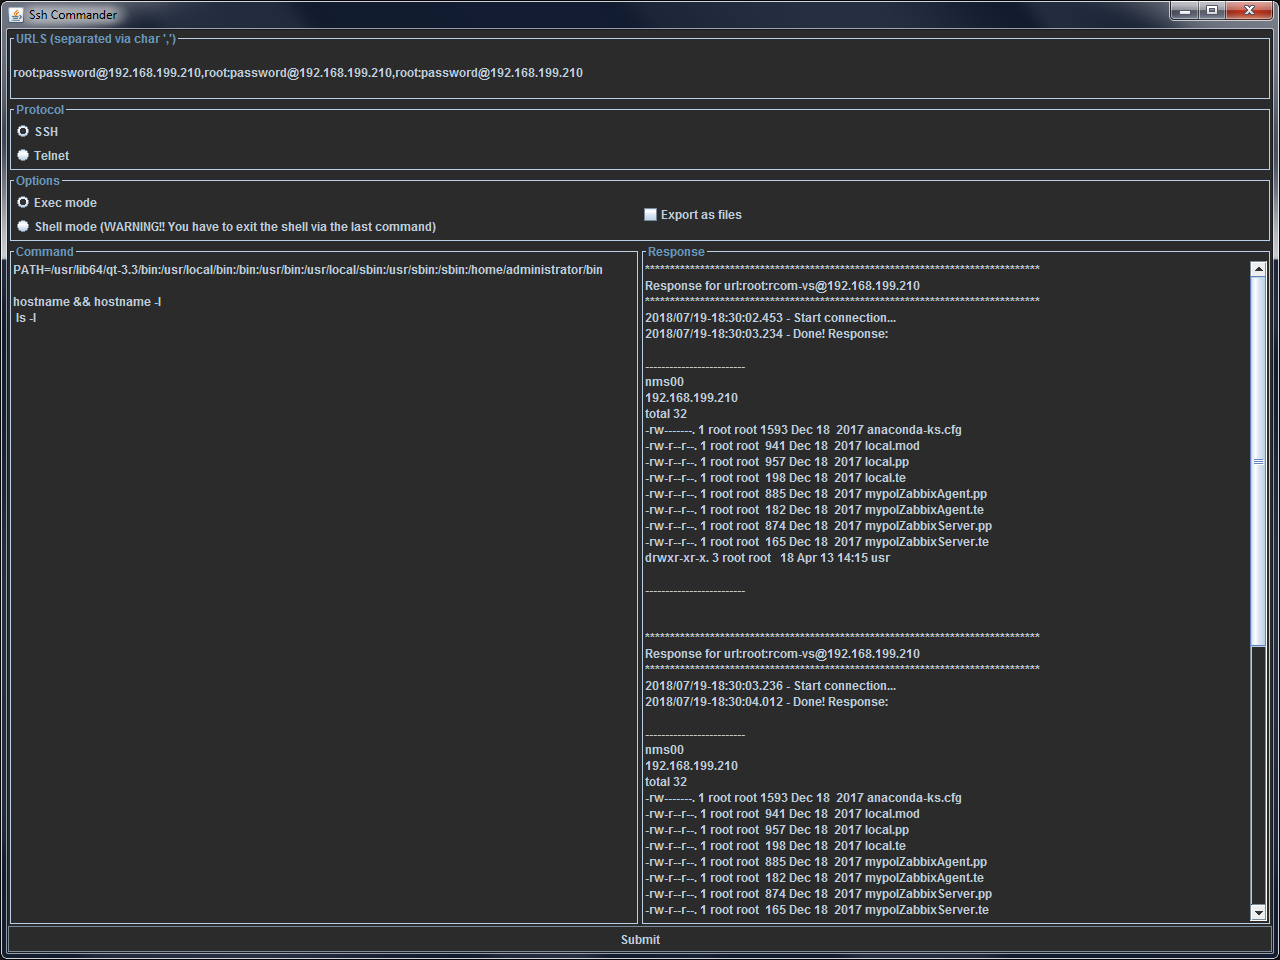 Ssh Commander
URLS (separated via char ',')
root:password@192.168.199.210,root:password@192.168.199.210,root:password@192.168.199.210
Protocol
SSH
Telnet
Options
Exec mode
Shell mode (WARNING!! You have to exit the shell via the last command)
Export as files
Command
PATH=/usr/lib64/qt-3.3/bin:/usr/local/bin:/bin:/usr/bin:/usr/local/sbin:/usr/sbin:/sbin:/home/administrator/bin
hostname && hostname -I
ls -l
Response
*******************************************************************************
Response for url:root:rcom-vs@192.168.199.210
*******************************************************************************
2018/07/19-18:30:02.453 - Start connection...
2018/07/19-18:30:03.234 - Done! Response:
-------------------------
nms00
192.168.199.210
total 32
-rw-------. 1 root root 1593 Dec 18  2017 anaconda-ks.cfg
-rw-r--r--. 1 root root  941 Dec 18  2017 local.mod
-rw-r--r--. 1 root root  957 Dec 18  2017 local.pp
-rw-r--r--. 1 root root  198 Dec 18  2017 local.te
-rw-r--r--. 1 root root  885 Dec 18  2017 mypolZabbixAgent.pp
-rw-r--r--. 1 root root  182 Dec 18  2017 mypolZabbixAgent.te
-rw-r--r--. 1 root root  874 Dec 18  2017 mypolZabbixServer.pp
-rw-r--r--. 1 root root  165 Dec 18  2017 mypolZabbixServer.te
drwxr-xr-x. 3 root root   18 Apr 13 14:15 usr
-------------------------
*******************************************************************************
Response for url:root:rcom-vs@192.168.199.210
*******************************************************************************
2018/07/19-18:30:03.236 - Start connection...
2018/07/19-18:30:04.012 - Done! Response:
-------------------------
nms00
192.168.199.210
total 32
-rw-------. 1 root root 1593 Dec 18  2017 anaconda-ks.cfg
-rw-r--r--. 1 root root  941 Dec 18  2017 local.mod
-rw-r--r--. 1 root root  957 Dec 18  2017 local.pp
-rw-r--r--. 1 root root  198 Dec 18  2017 local.te
-rw-r--r--. 1 root root  885 Dec 18  2017 mypolZabbixAgent.pp
-rw-r--r--. 1 root root  182 Dec 18  2017 mypolZabbixAgent.te
-rw-r--r--. 1 root root  874 Dec 18  2017 mypolZabbixServer.pp
-rw-r--r--. 1 root root  165 Dec 18  2017 mypolZabbixServer.te
Submit